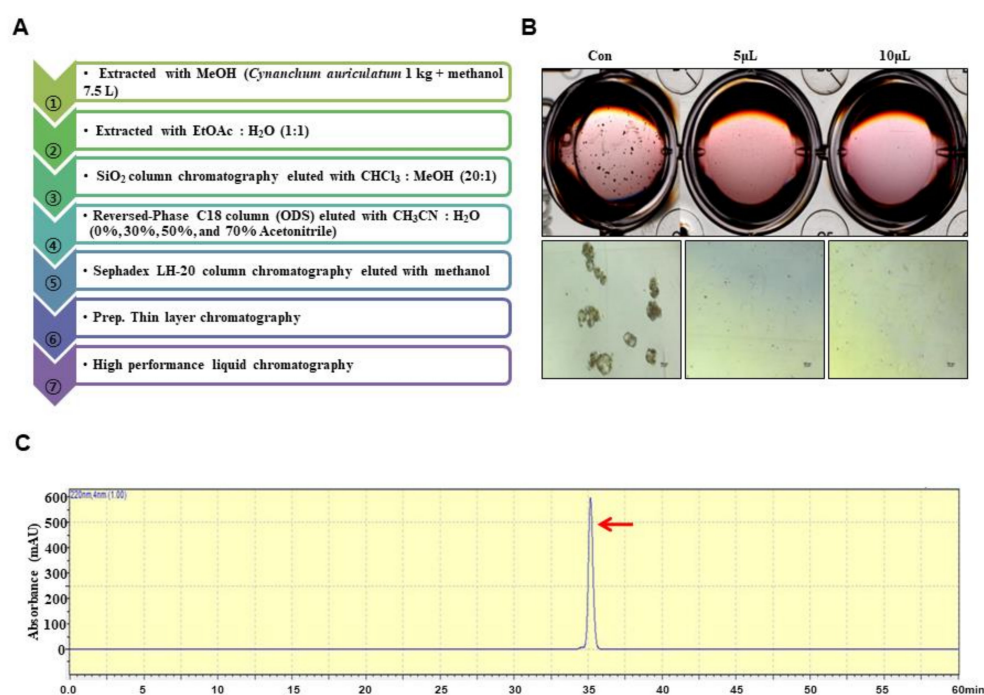 A
① • Extracted with MeOH (Cynanchum auriculatum 1 kg + methanol
7.5 L)
② • Extracted with EtOAc : H₂O (1:1)
③ • SiO₂ column chromatography eluted with CHCl₃ : MeOH (20:1)
④ • Reversed-Phase C18 column (ODS) eluted with CH₃CN : H₂O
(0%, 30%, 50%, and 70% Acetonitrile)
⑤ • Sephadex LH-20 column chromatography eluted with methanol
⑥ • Prep. Thin layer chromatography
⑦ • High performance liquid chromatography
B
Con 5μL 10μL
C
220nm,4nm (1.00)
Absorbance (mAU)
600
500
400
300
200
100
0
0.0 5 10 15 20 25 30 35 40 45 50 55 60min